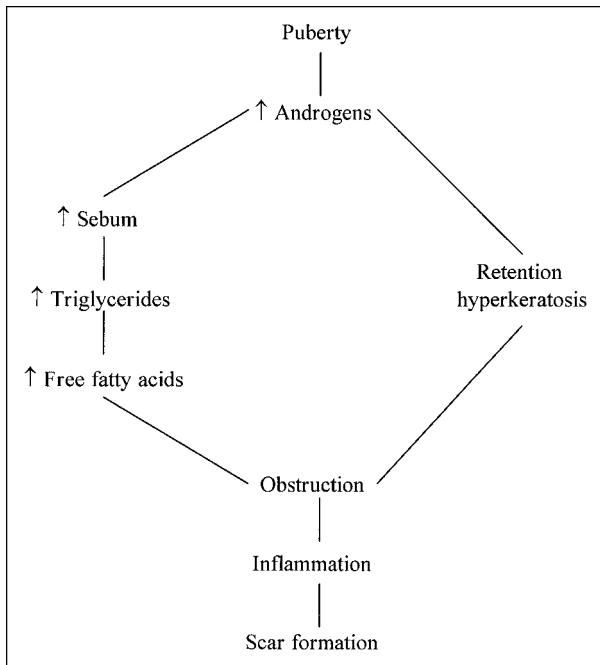 Puberty
↑ Androgens
↑ Sebum
↑ Triglycerides
↑ Free fatty acids
Retention
hyperkeratosis
Obstruction
Inflammation
Scar formation